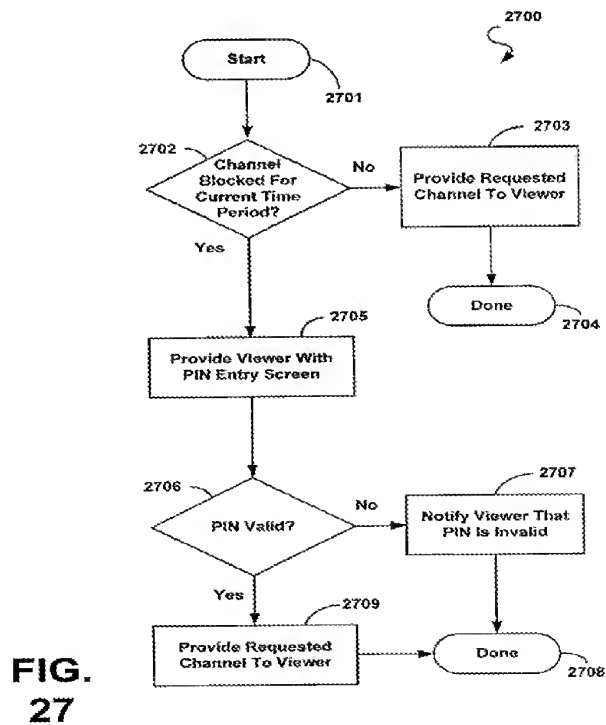 2700
Start
2701
2702
Channel
Blocked For
Current Time
Period?
No
2703
Provide Requested
Channel To Viewer
Yes
Done
2704
2705
Provide Viewer With
PIN Entry Screen
2706
PIN Valid?
No
2707
Notify Viewer That
PIN Is Invalid
Yes
2709
Provide Requested
Channel To Viewer
Done
2708
FIG.
27